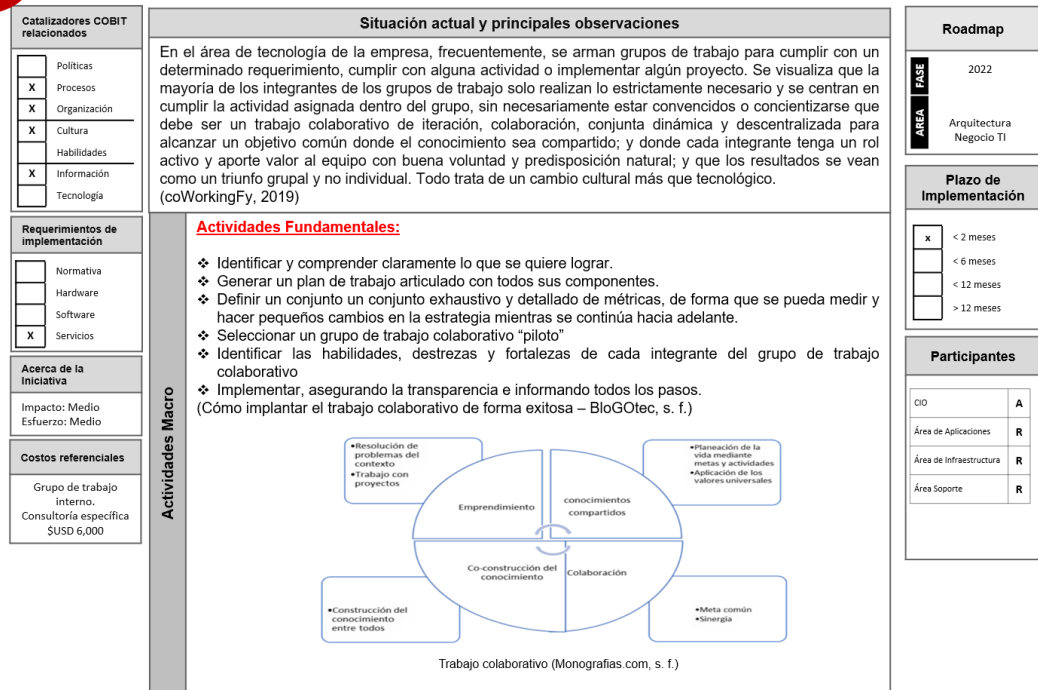 Catalizadores COBIT
relacionados
Políticas
X Procesos
X Organización
X Cultura
Habilidades
X Información
Tecnología
Requerimientos de
implementación
Normativa
Hardware
Software
X Servicios
Acerca de la
Iniciativa
Impacto: Medio
Esfuerzo: Medio
Costos referenciales
Grupo de trabajo
interno.
Consultoría específica
$USD 6,000
Situación actual y principales observaciones
En el área de tecnología de la empresa, frecuentemente, se arman grupos de trabajo para cumplir con un
determinado requerimiento, cumplir con alguna actividad o implementar algún proyecto. Se visualiza que la
mayoría de los integrantes de los grupos de trabajo solo realizan lo estrictamente necesario y se centran en
cumplir la actividad asignada dentro del grupo, sin necesariamente estar convencidos o concientizarse que
debe ser un trabajo colaborativo de iteración, colaboración, conjunta dinámica y descentralizada para
alcanzar un objetivo común donde el conocimiento sea compartido; y donde cada integrante tenga un rol
activo y aporte valor al equipo con buena voluntad y predisposición natural; y que los resultados se vean
como un triunfo grupal y no individual. Todo trata de un cambio cultural más que tecnológico.
(coWorkingFy, 2019)
Actividades Macro
Actividades Fundamentales:
❖ Identificar y comprender claramente lo que se quiere lograr.
❖ Generar un plan de trabajo articulado con todos sus componentes.
❖ Definir un conjunto un conjunto exhaustivo y detallado de métricas, de forma que se pueda medir y
hacer pequeños cambios en la estrategia mientras se continúa hacia adelante.
❖ Seleccionar un grupo de trabajo colaborativo “piloto”
❖ Identificar las habilidades, destrezas y fortalezas de cada integrante del grupo de trabajo
colaborativo
❖ Implementar, asegurando la transparencia e informando todos los pasos.
(Cómo implantar el trabajo colaborativo de forma exitosa – BloGOtec, s. f.)
•Resolución de
problemas del
contexto
•Trabajo con
proyectos
•Planeación de la
vida mediante
metas y actividades
•Aplicación de los
valores universales
Emprendimiento
conocimientos
compartidos
Co-construcción del
conocimiento
Colaboración
•Construcción del
conocimiento
entre todos
•Meta común
•Sinergia
Trabajo colaborativo (Monografias.com, s. f.)
Roadmap
FASE
2022
AREA
Arquitectura
Negocio TI
Plazo de
Implementación
x < 2 meses
< 6 meses
< 12 meses
> 12 meses
Participantes
CIO A
Área de Aplicaciones R
Área de Infraestructura R
Área Soporte R